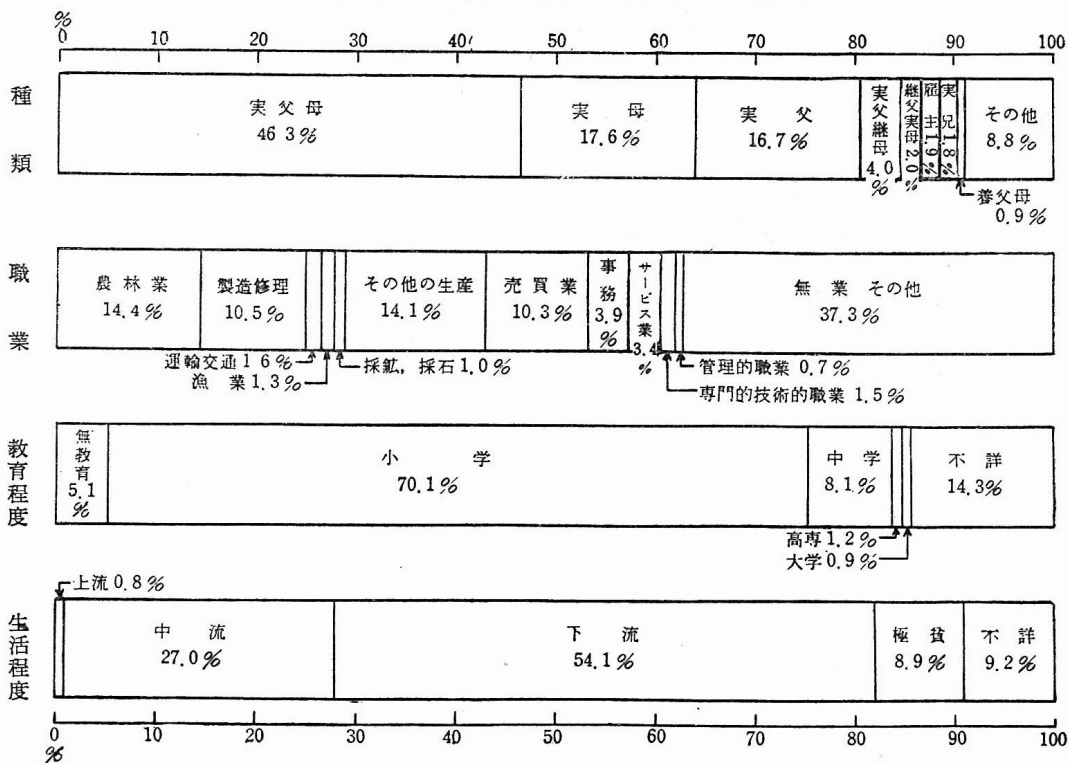 %
0 10 20 30 40 50 60 70 80 90 100
種類
実父母
46 3%
実母
17.6%
実父
16.7%
実父継母4.0%
継父実母2.0%
雇主1.9%
実兄1.8%
その他
8.8%
養父母
0.9%
職業
農林業
14.4%
製造修理
10.5%
その他の生産
14.1%
売買業
10.3%
事務3.9%
サービス業3.4%
無業その他
37.3%
運輸交通1 6%
漁業1.3%
採鉱,採石1.0%
管理的職業 0.7%
専門的技術的職業 1.5%
教育程度
無教育5.1%
小学
70.1%
中学
8.1%
不詳
14.3%
高専1.2%
大学0.9%
上流0.8%
生活程度
中流
27.0%
下流
54.1%
極貧
8.9%
不詳
9.2%
0 10 20 30 40 50 60 70 80 90 100
%